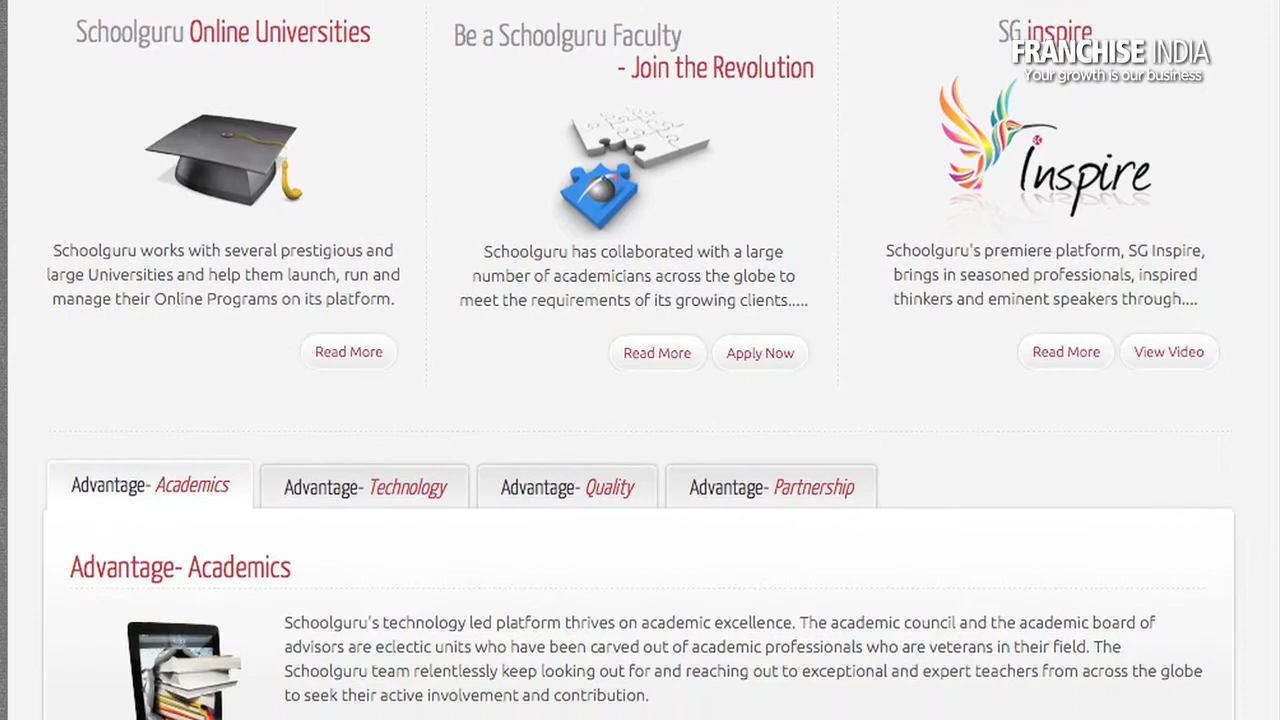 Schoolguru Online Universities
Schoolguru works with several prestigious and
large Universities and help them launch, run and
manage their Online Programs on its platform.
Read More
Be a Schoolguru Faculty
- Join the Revolution
Schoolguru has collaborated with a large
number of academicians across the globe to
meet the requirements of its growing clients.....
Read More
Apply Now
SG inspire
FRANCHISE INDIA
Your growth is our business
Inspire
Schoolguru's premiere platform, SG Inspire,
brings in seasoned professionals, inspired
thinkers and eminent speakers through....
Read More
View Video
Advantage- Academics
Advantage- Technology
Advantage- Quality
Advantage- Partnership
Advantage- Academics
Schoolguru's technology led platform thrives on academic excellence. The academic council and the academic board of
advisors are eclectic units who have been carved out of academic professionals who are veterans in their field. The
Schoolguru team relentlessly keep looking out for and reaching out to exceptional and expert teachers from across the globe
to seek their active involvement and contribution.